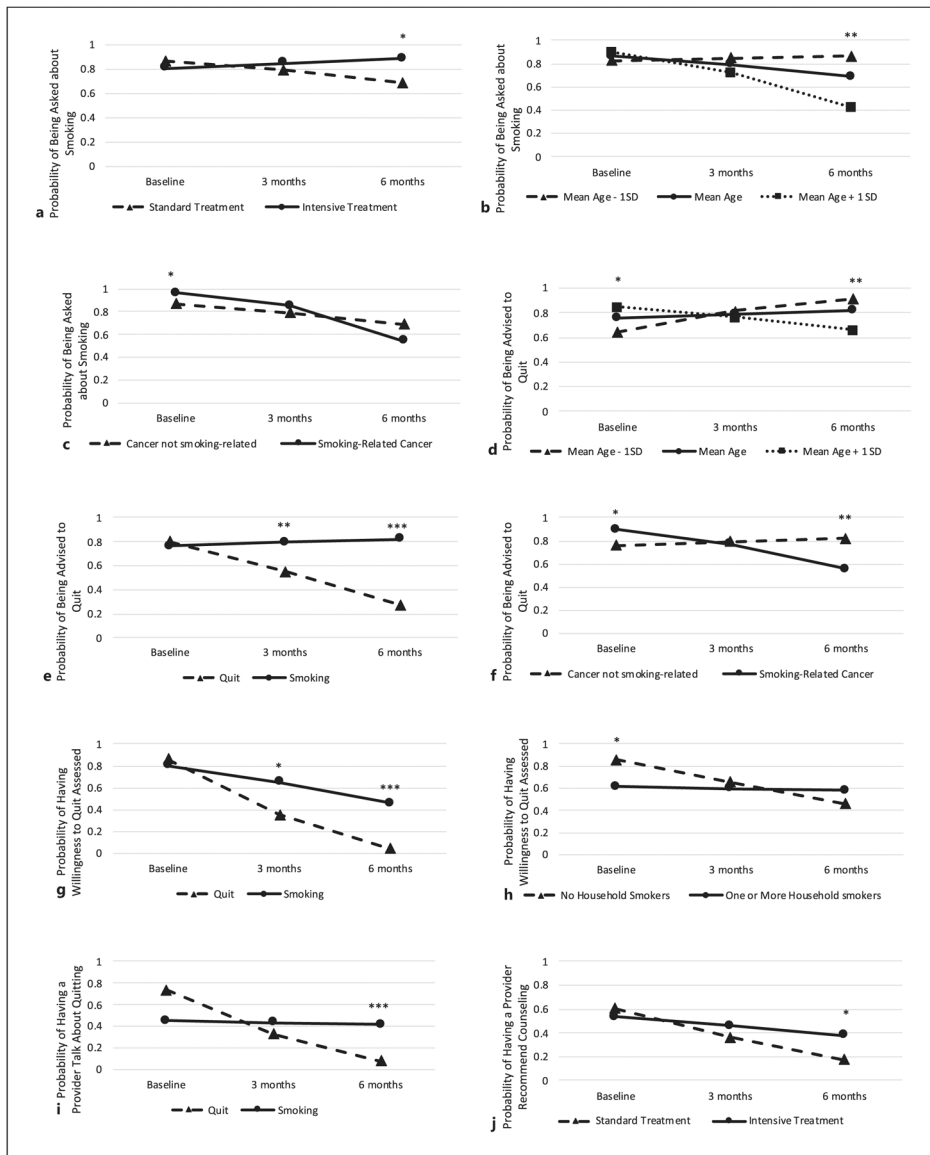 Probability of Being Asked about
Smoking
1
0.8
0.6
0.4
0.2
0
*
Baseline
3 months
6 months
a
Standard Treatment
Intensive Treatment
Probability of Being Asked about
Smoking
1
0.8
0.6
0.4
0.2
0
**
Baseline
3 months
6 months
b
Mean Age - 1SD
Mean Age
Mean Age + 1 SD
Probability of Being Asked
about Smoking
1
0.8
0.6
0.4
0.2
0
*
Baseline
3 months
6 months
c
Cancer not smoking-related
Smoking-Related Cancer
Probability of Being Advised to
Quit
1
0.8
0.6
0.4
0.2
0
*
**
Baseline
3 months
6 months
d
Mean Age - 1SD
Mean Age
Mean Age + 1 SD
Probability of Being Advised to
Quit
1
0.8
0.6
0.4
0.2
0
**
***
Baseline
3 months
6 months
e
Quit
Smoking
Probability of Being Advised to
Quit
1
0.8
0.6
0.4
0.2
0
*
**
Baseline
3 months
6 months
f
Cancer not smoking-related
Smoking-Related Cancer
Probability of Having
Willingness to Quit Assessed
1
0.8
0.6
0.4
0.2
0
*
***
Baseline
3 months
6 months
g
Quit
Smoking
Probability of Having
Willingness to Quit Assessed
1
0.8
0.6
0.4
0.2
0
*
Baseline
3 months
6 months
h
No Household Smokers
One or More Household smokers
Probability of Having a
Provider Talk About Quitting
1
0.8
0.6
0.4
0.2
0
***
Baseline
3 months
6 months
i
Quit
Smoking
Probability of Having a Provider
Recommend Counseling
1
0.8
0.6
0.4
0.2
0
*
Baseline
3 months
6 months
j
Standard Treatment
Intensive Treatment